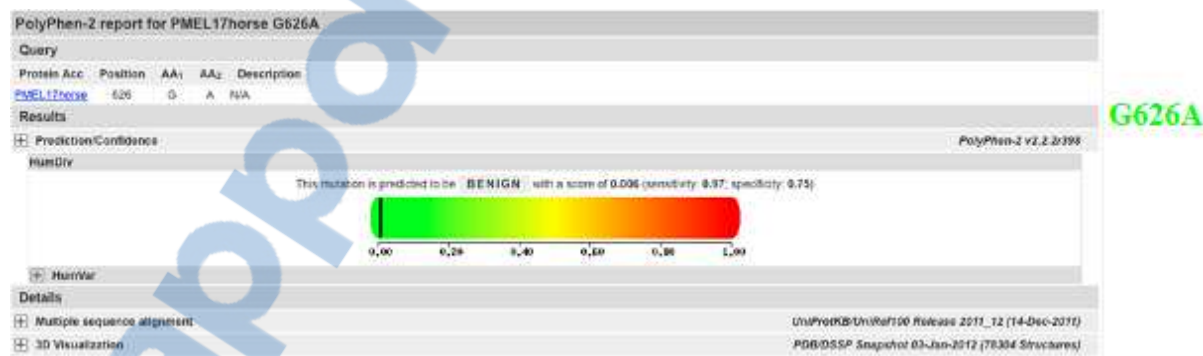 PolyPhen-2 report for PMEL17horse G626A
Query
Protein Acc Position AA1 AA2 Description
PMEL17horse 626 G A N/A
Results
Prediction/Confidence PolyPhen-2 v2.2.2r398
G626A
HumDiv
This mutation is predicted to be BENIGN with a score of 0.006 (sensitivity: 0.97; specificity: 0.75)
0.00 0.20 0.40 0.60 0.80 1.00
HumVar
Details
Multiple sequence alignment UniProtKB/UniRef100 Release 2011_12 (14-Dec-2011)
3D Visualization PDB/DSSP Snapshot 03-Jan-2012 (78304 Structures)